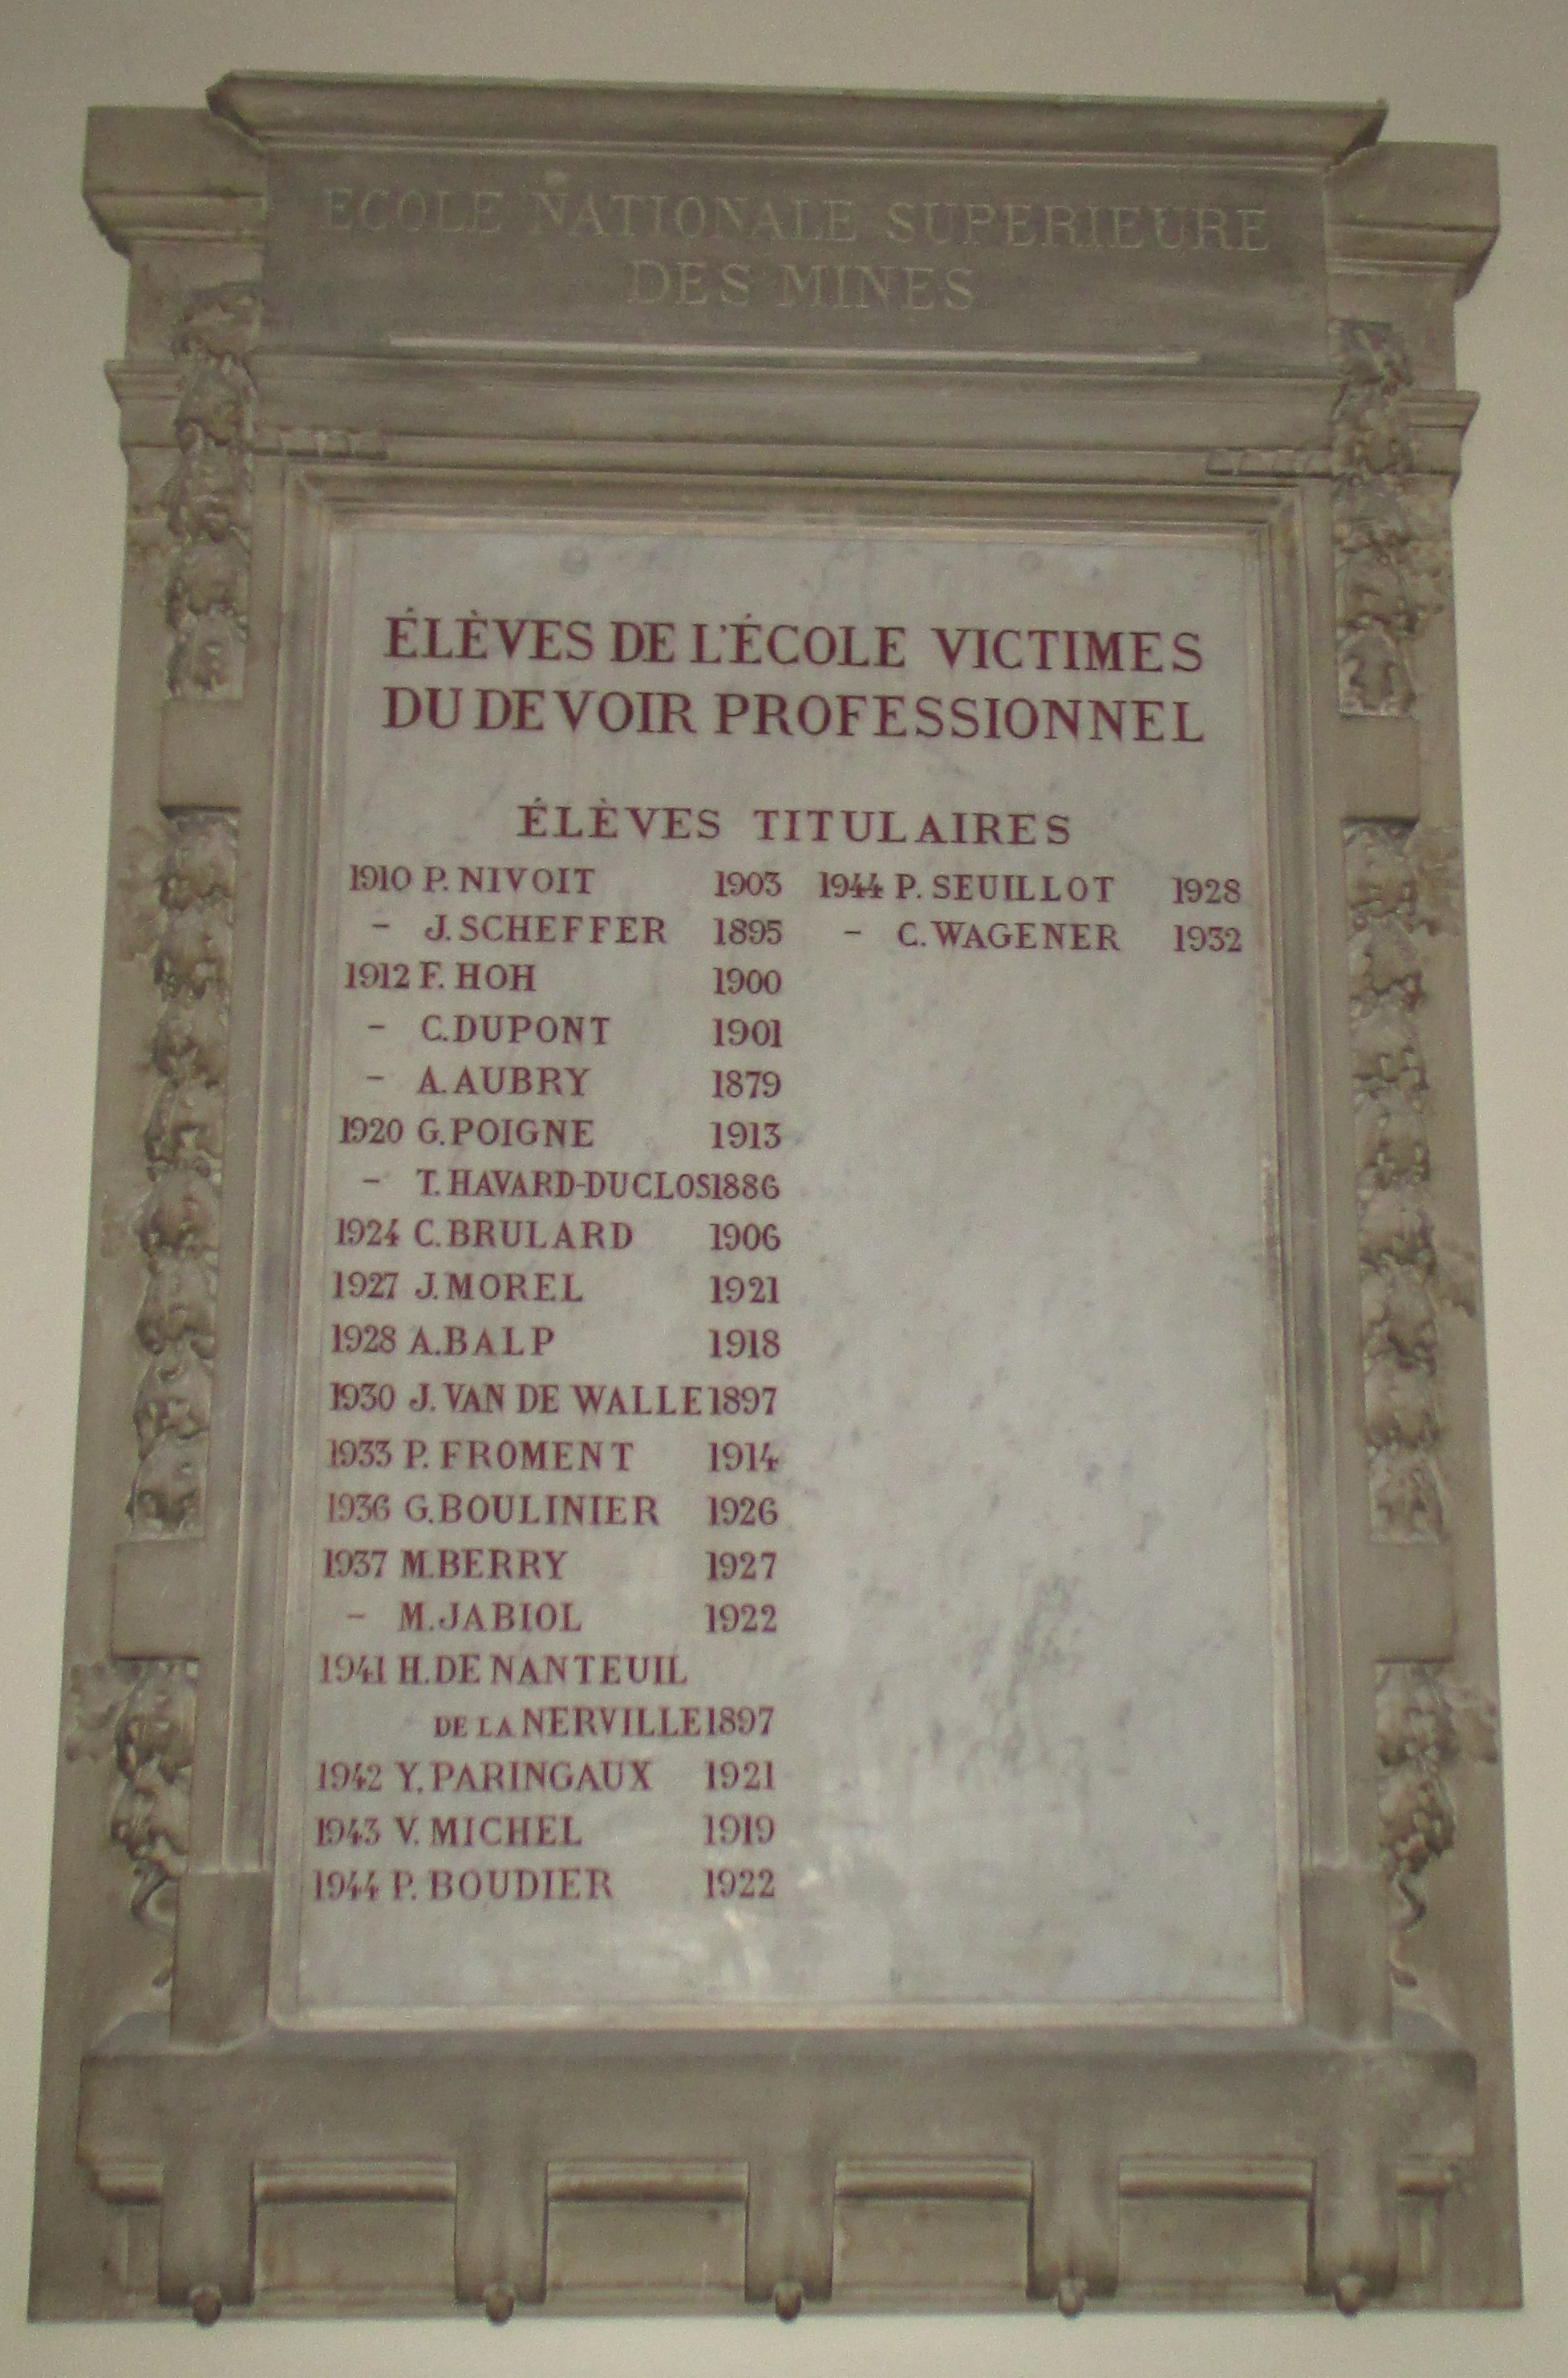 ECOLE NATIONALE SUPERIEURE
DES MINES
ÉLÈVES DE L'ÉCOLE VICTIMES
DU DEVOIR PROFESSIONNEL
ÉLÈVES TITULAIRES
1910 P. NIVOIT 1903
– J. SCHEFFER 1895
1912 F. HOH 1900
– C. DUPONT 1901
– A. AUBRY 1879
1920 G. POIGNE 1913
– T. HAVARD-DUCLOS 1886
1924 C. BRULARD 1906
1927 J. MOREL 1921
1928 A. BALP 1918
1930 J. VAN DE WALLE 1897
1933 P. FROMENT 1914
1936 G. BOULINIER 1926
1937 M. BERRY 1927
– M. JABIOL 1922
1941 H. DE NANTEUIL
DE LA NERVILLE 1897
1942 Y. PARINGAUX 1921
1943 V. MICHEL 1919
1944 P. BOUDIER 1922
1944 P. SEUILLOT 1928
– C. WAGENER 1932